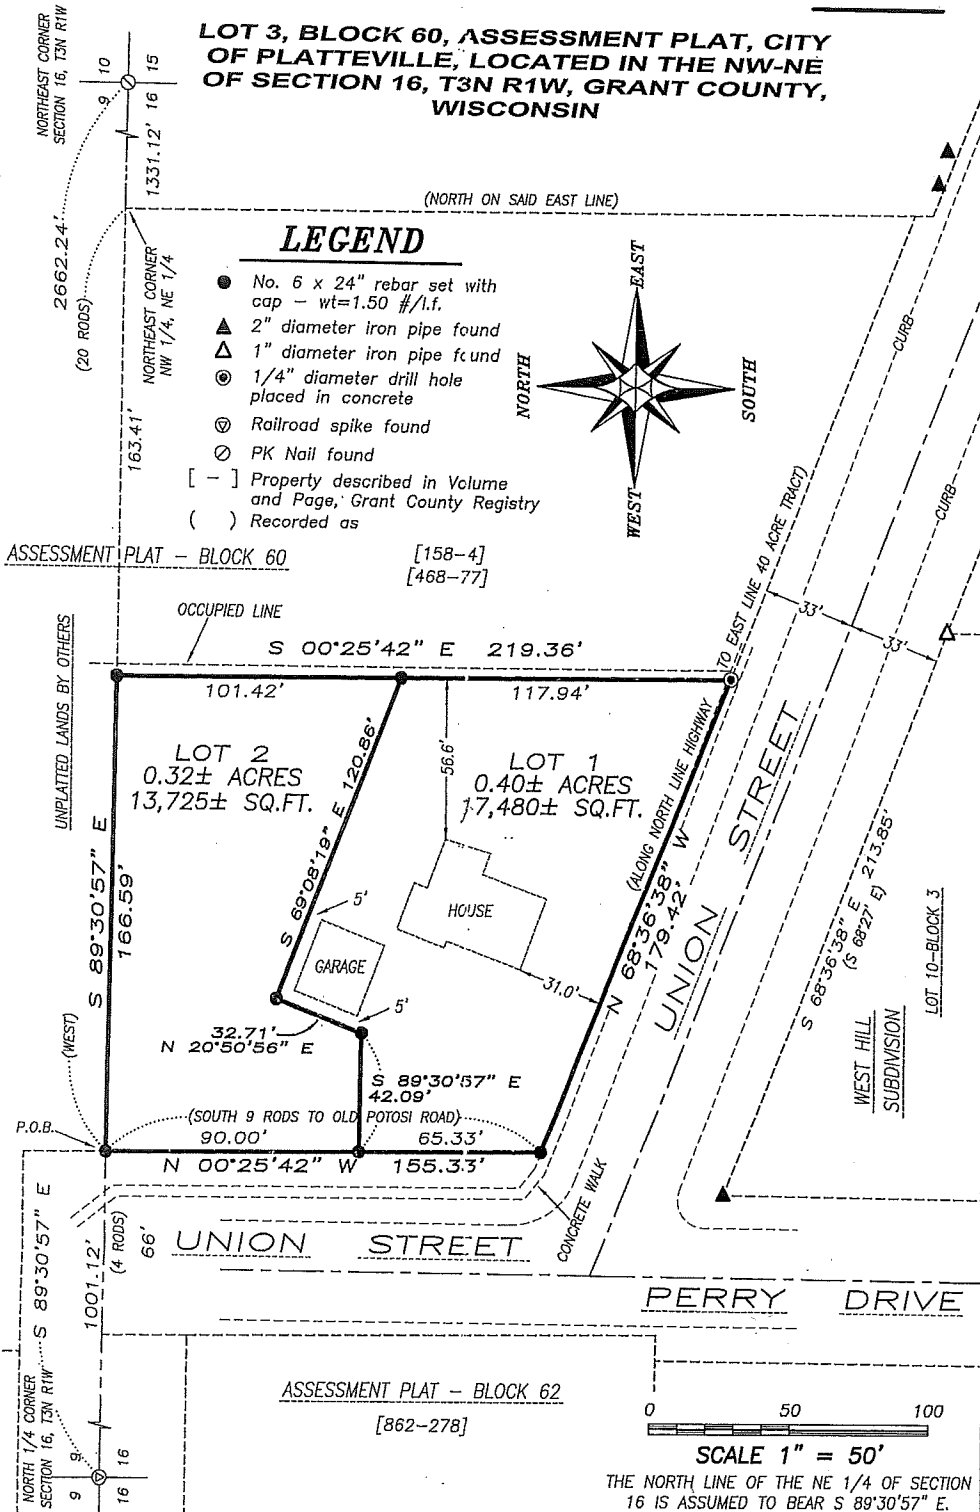 LOT 3, BLOCK 60, ASSESSMENT PLAT, CITY
OF PLATTEVILLE, LOCATED IN THE NW-NE
OF SECTION 16, T3N R1W, GRANT COUNTY,
WISCONSIN
NORTHEAST CORNER
SECTION 16, T3N R1W
10
15
9
16
1331.12'
2662.24'
(20 RODS)
NORTHEAST CORNER
NW 1/4, NE 1/4
163.41'
(NORTH ON SAID EAST LINE)
LEGEND
No. 6 x 24" rebar set with
cap - wt=1.50 #/l.f.
2" diameter iron pipe found
1" diameter iron pipe found
1/4" diameter drill hole
placed in concrete
Railroad spike found
PK Nail found
[ - ] Property described in Volume
and Page, Grant County Registry
( ) Recorded as
EAST
NORTH
SOUTH
WEST
CURB
CURB
ASSESSMENT PLAT - BLOCK 60
[158-4]
[468-77]
TO EAST LINE 40 ACRE TRACT)
33'
33'
OCCUPIED LINE
S 00°25'42" E 219.36'
101.42'
117.94'
UNPLATTED LANDS BY OTHERS
LOT 2
0.32± ACRES
13,725± SQ.FT.
S 69°08'19" E 120.86'
56.6'
LOT 1
0.40± ACRES
17,480± SQ.FT.
(ALONG NORTH LINE HIGHWAY
N 68°36'38" W
179.42'
UNION STREET
S 89°30'57" E
166.59'
5'
HOUSE
GARAGE
31.0'
5'
S 68°36'38" E 213.85'
(S 68°27' E)
LOT 10-BLOCK 3
WEST HILL
SUBDIVISION
(WEST)
32.71'
N 20°50'56" E
S 89°30'57" E
42.09'
P.O.B.
(SOUTH 9 RODS TO OLD POTOSI ROAD)
90.00'
65.33'
N 00°25'42" W 155.33'
CONCRETE WALK
S 89°30'57" E
1001.12'
(4 RODS)
66'
UNION STREET
PERRY DRIVE
ASSESSMENT PLAT - BLOCK 62
[862-278]
NORTH 1/4 CORNER
SECTION 16, T3N R1W
9
16
9
16
0 50 100
SCALE 1" = 50'
THE NORTH LINE OF THE NE 1/4 OF SECTION
16 IS ASSUMED TO BEAR S 89°30'57" E.